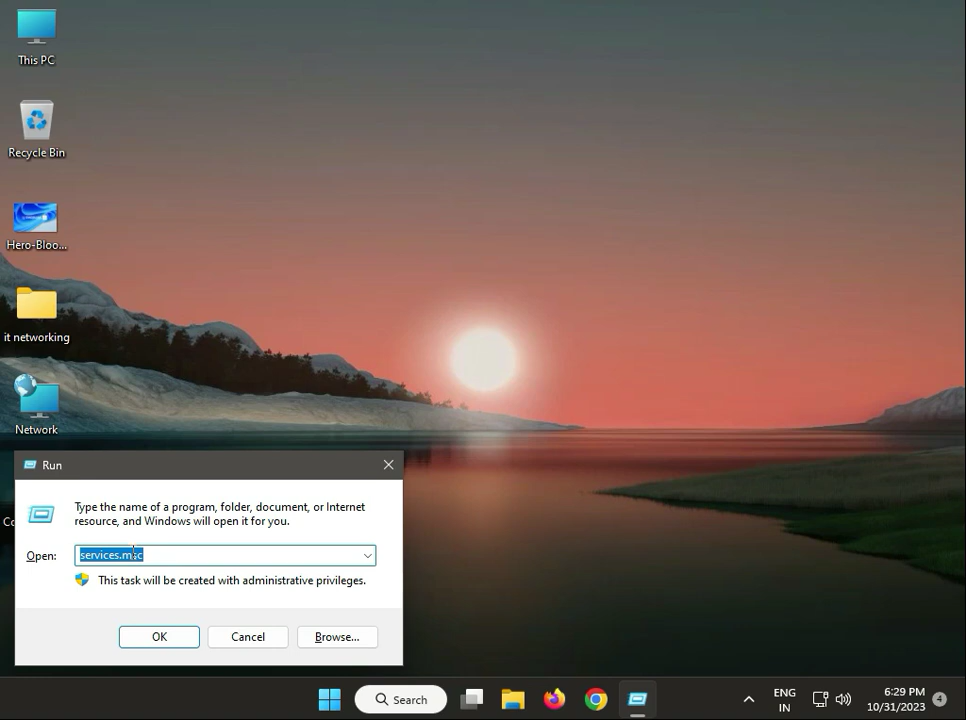 This PC
Recycle Bin
Hero-Bloo...
it networking
Network
Run
Type the name of a program, folder, document, or Internet
resource, and Windows will open it for you.
Open:
services.msc
This task will be created with administrative privileges.
OK
Cancel
Browse...
Search
ENG
IN
6:29 PM
10/31/2023
4